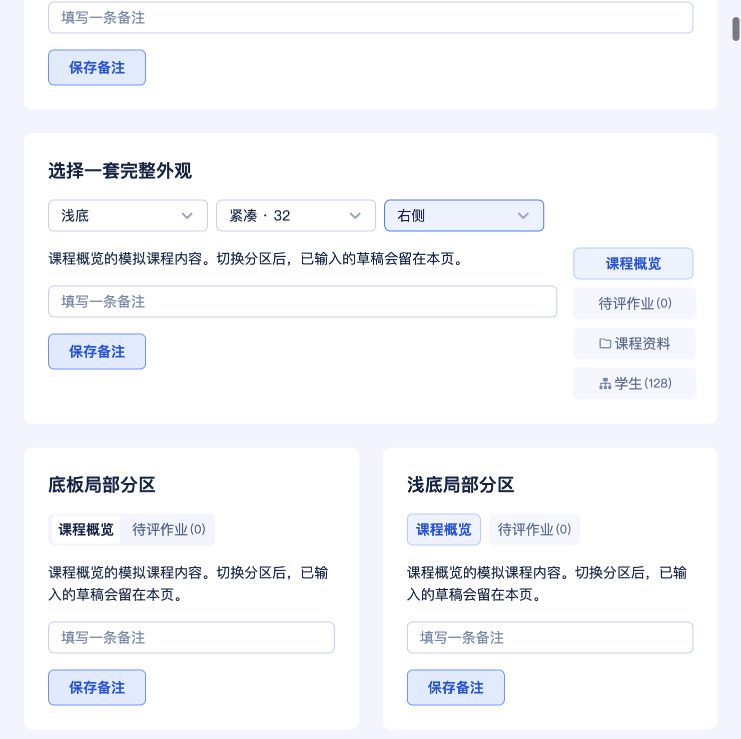 填写一条备注
保存备注
选择一套完整外观
浅底
紧凑 · 32
右侧
课程概览的模拟课程内容。切换分区后，已输入的草稿会留在本页。
填写一条备注
保存备注
课程概览
待评作业(0)
课程资料
学生(128)
底板局部分区
课程概览 待评作业(0)
课程概览的模拟课程内容。切换分区后，已输
入的草稿会留在本页。
填写一条备注
保存备注
浅底局部分区
课程概览 待评作业(0)
课程概览的模拟课程内容。切换分区后，已输
入的草稿会留在本页。
填写一条备注
保存备注